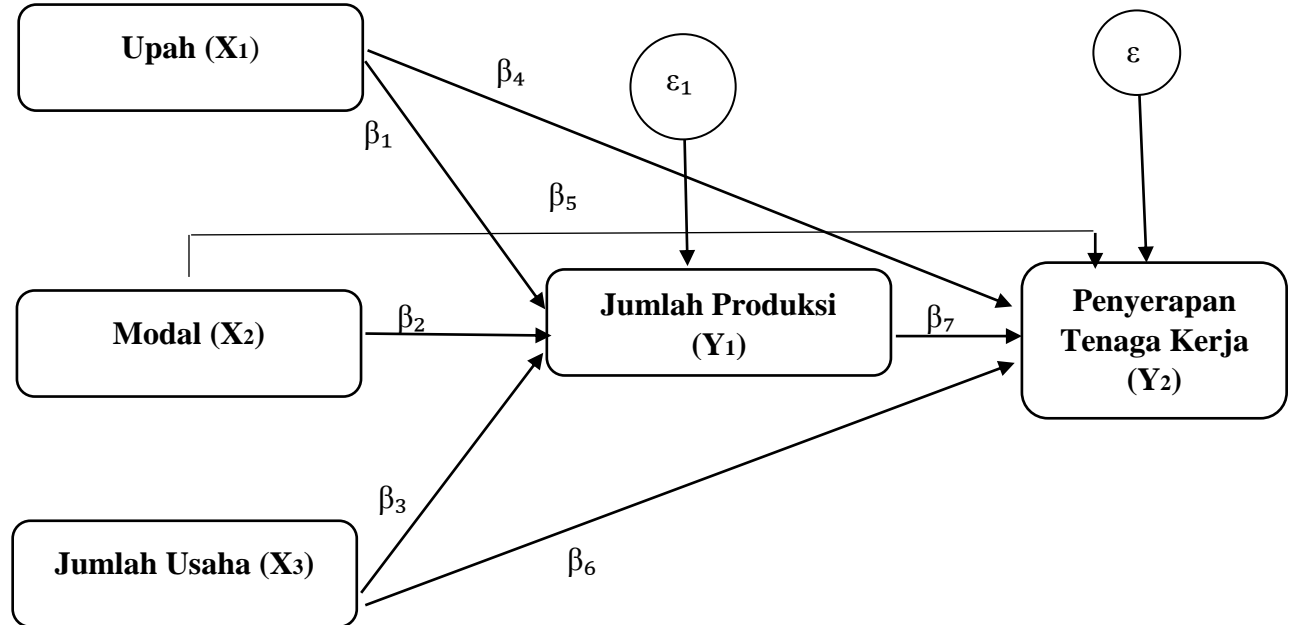 Upah (X1)
β4
ε1
ε
β1
β5
Modal (X2)
β2
Jumlah Produksi
(Y1)
β7
Penyerapan
Tenaga Kerja
(Y2)
β3
Jumlah Usaha (X3)
β6